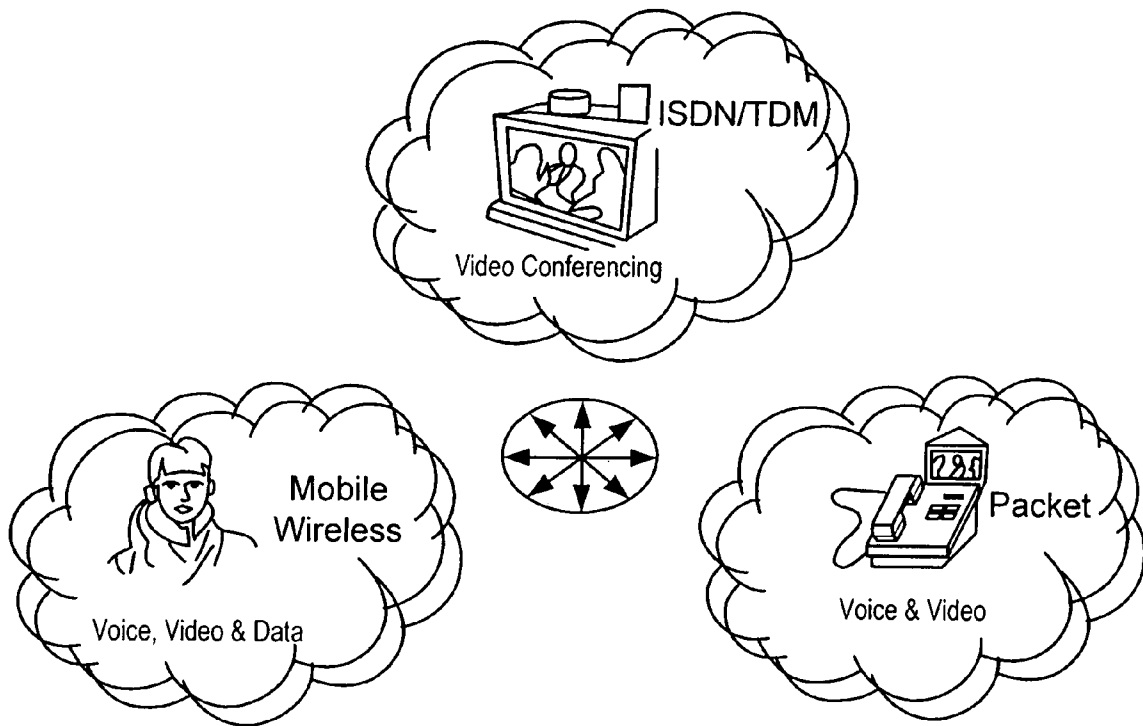 ISDN/TDM
Video Conferencing
Mobile
Wireless
Voice, Video & Data
Packet
Voice & Video